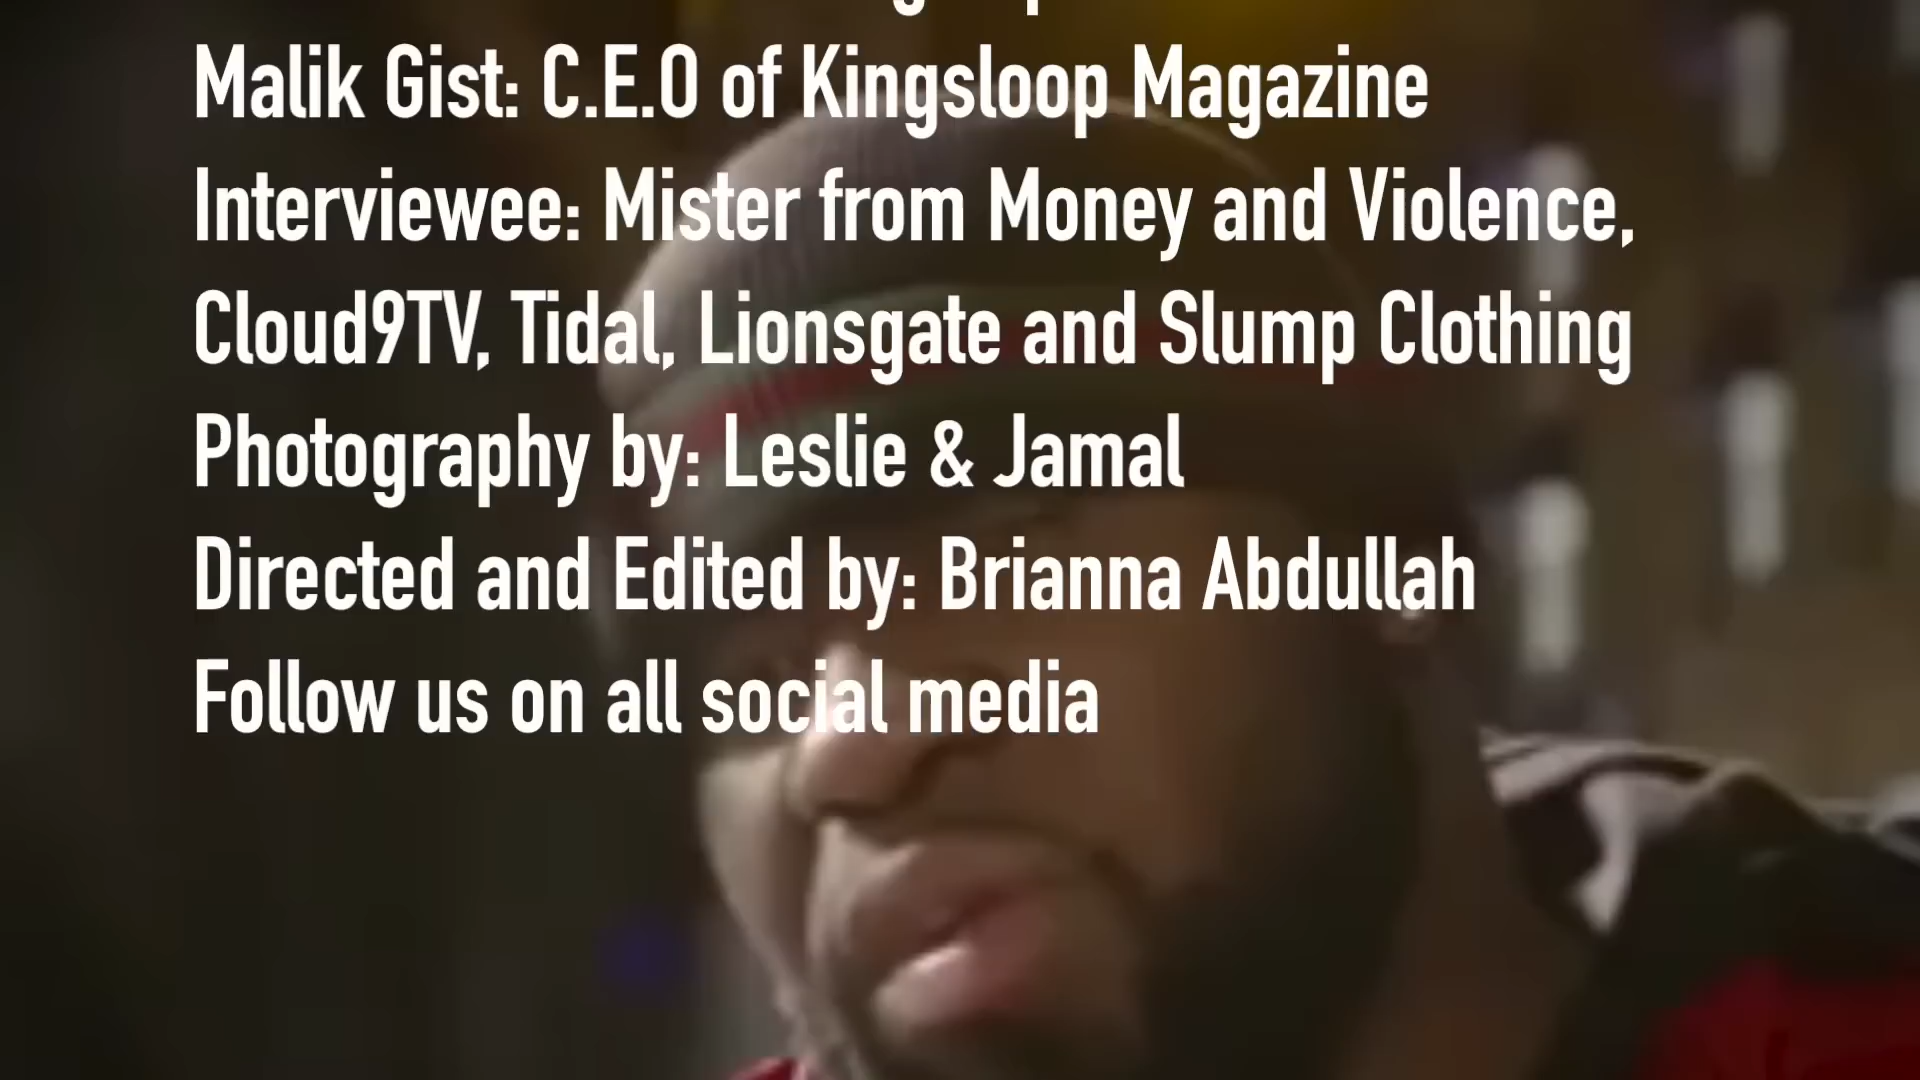 Malik Gist: C.E.O of Kingsloop Magazine
Interviewee: Mister from Money and Violence,
Cloud9TV, Tidal, Lionsgate and Slump Clothing
Photography by: Leslie & Jamal
Directed and Edited by: Brianna Abdullah
Follow us on all social media